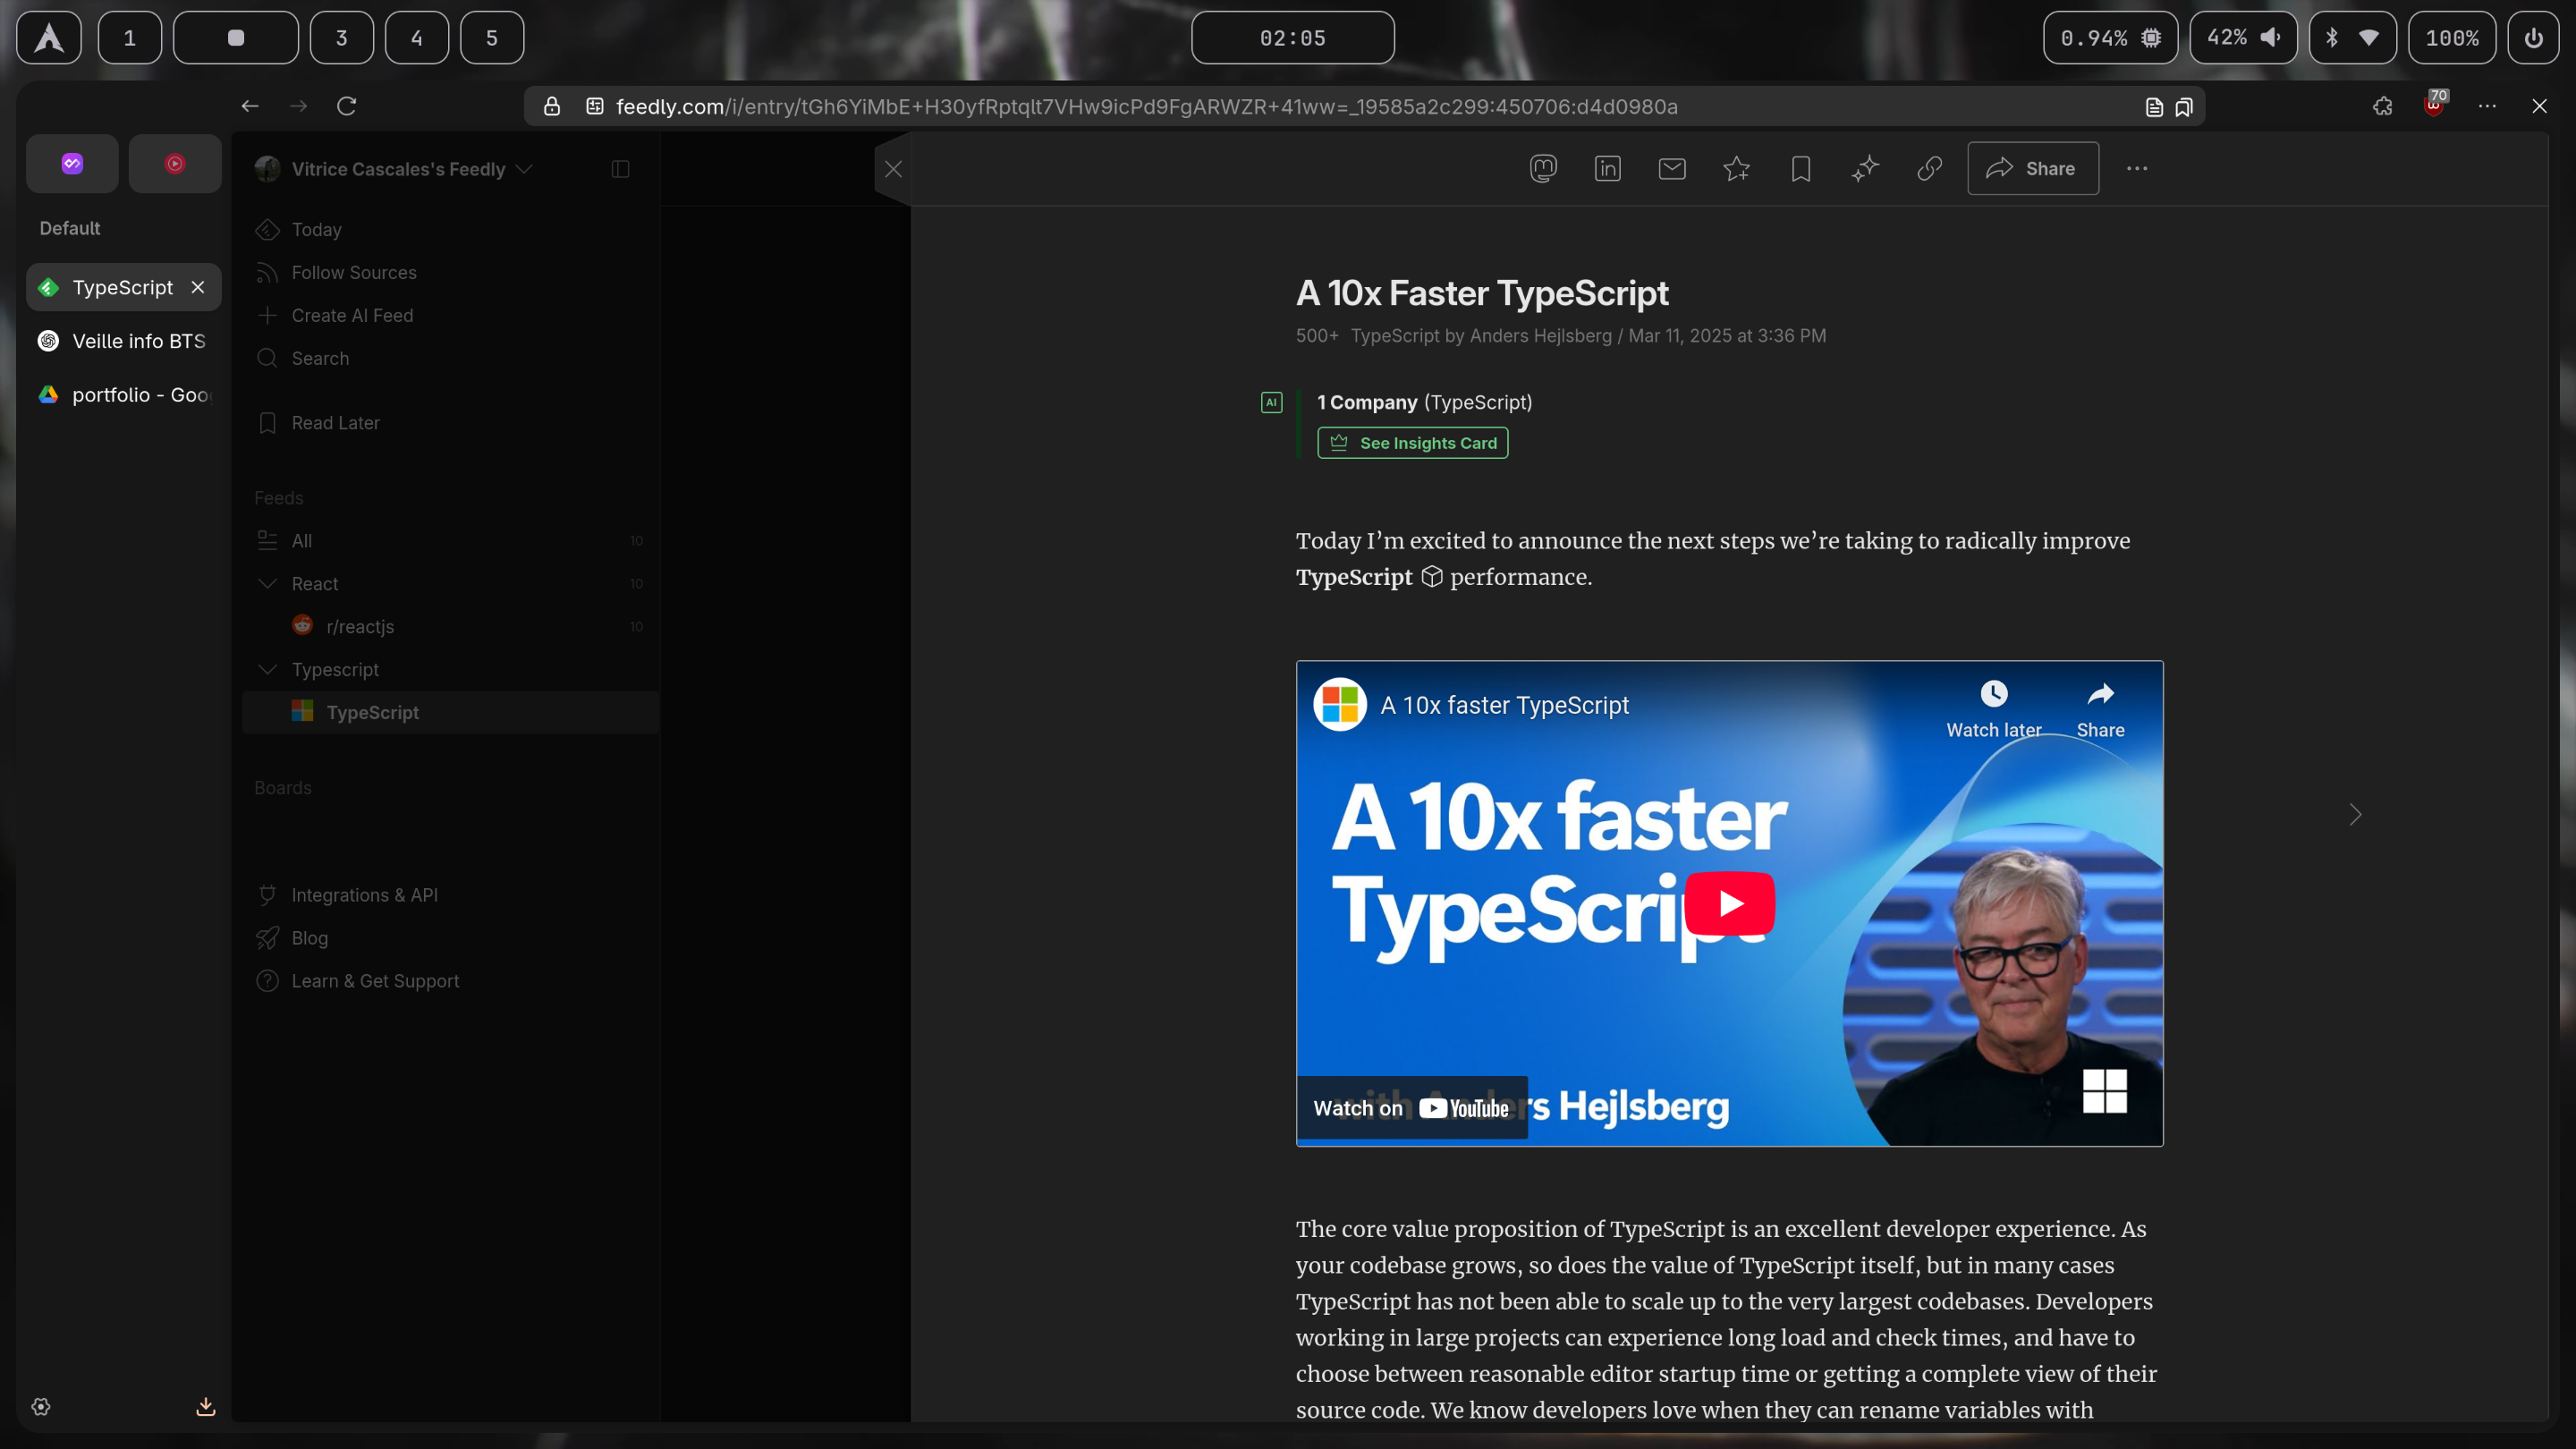 1
3
4
5
02:05
0.94%
42%
100%
feedly.com/i/entry/tGh6YiMbE+H30yfRptqlt7VHw9icPd9FgARWZR+41ww=_19585a2c299:450706:d4d0980a
70
Default
TypeScript
Veille info BTS
portfolio - Goo
Vitrice Cascales's Feedly
Today
Follow Sources
Create AI Feed
Search
Read Later
Feeds
All 10
React 10
r/reactjs 10
Typescript
TypeScript
Boards
Integrations & API
Blog
Learn & Get Support
Share
A 10x Faster TypeScript
500+ TypeScript by Anders Hejlsberg / Mar 11, 2025 at 3:36 PM
AI
1 Company (TypeScript)
See Insights Card
Today I’m excited to announce the next steps we’re taking to radically improve
TypeScript performance.
A 10x faster TypeScript
Watch later
Share
A 10x faster
TypeScript
with Anders Hejlsberg
Watch on YouTube
The core value proposition of TypeScript is an excellent developer experience. As
your codebase grows, so does the value of TypeScript itself, but in many cases
TypeScript has not been able to scale up to the very largest codebases. Developers
working in large projects can experience long load and check times, and have to
choose between reasonable editor startup time or getting a complete view of their
source code. We know developers love when they can rename variables with